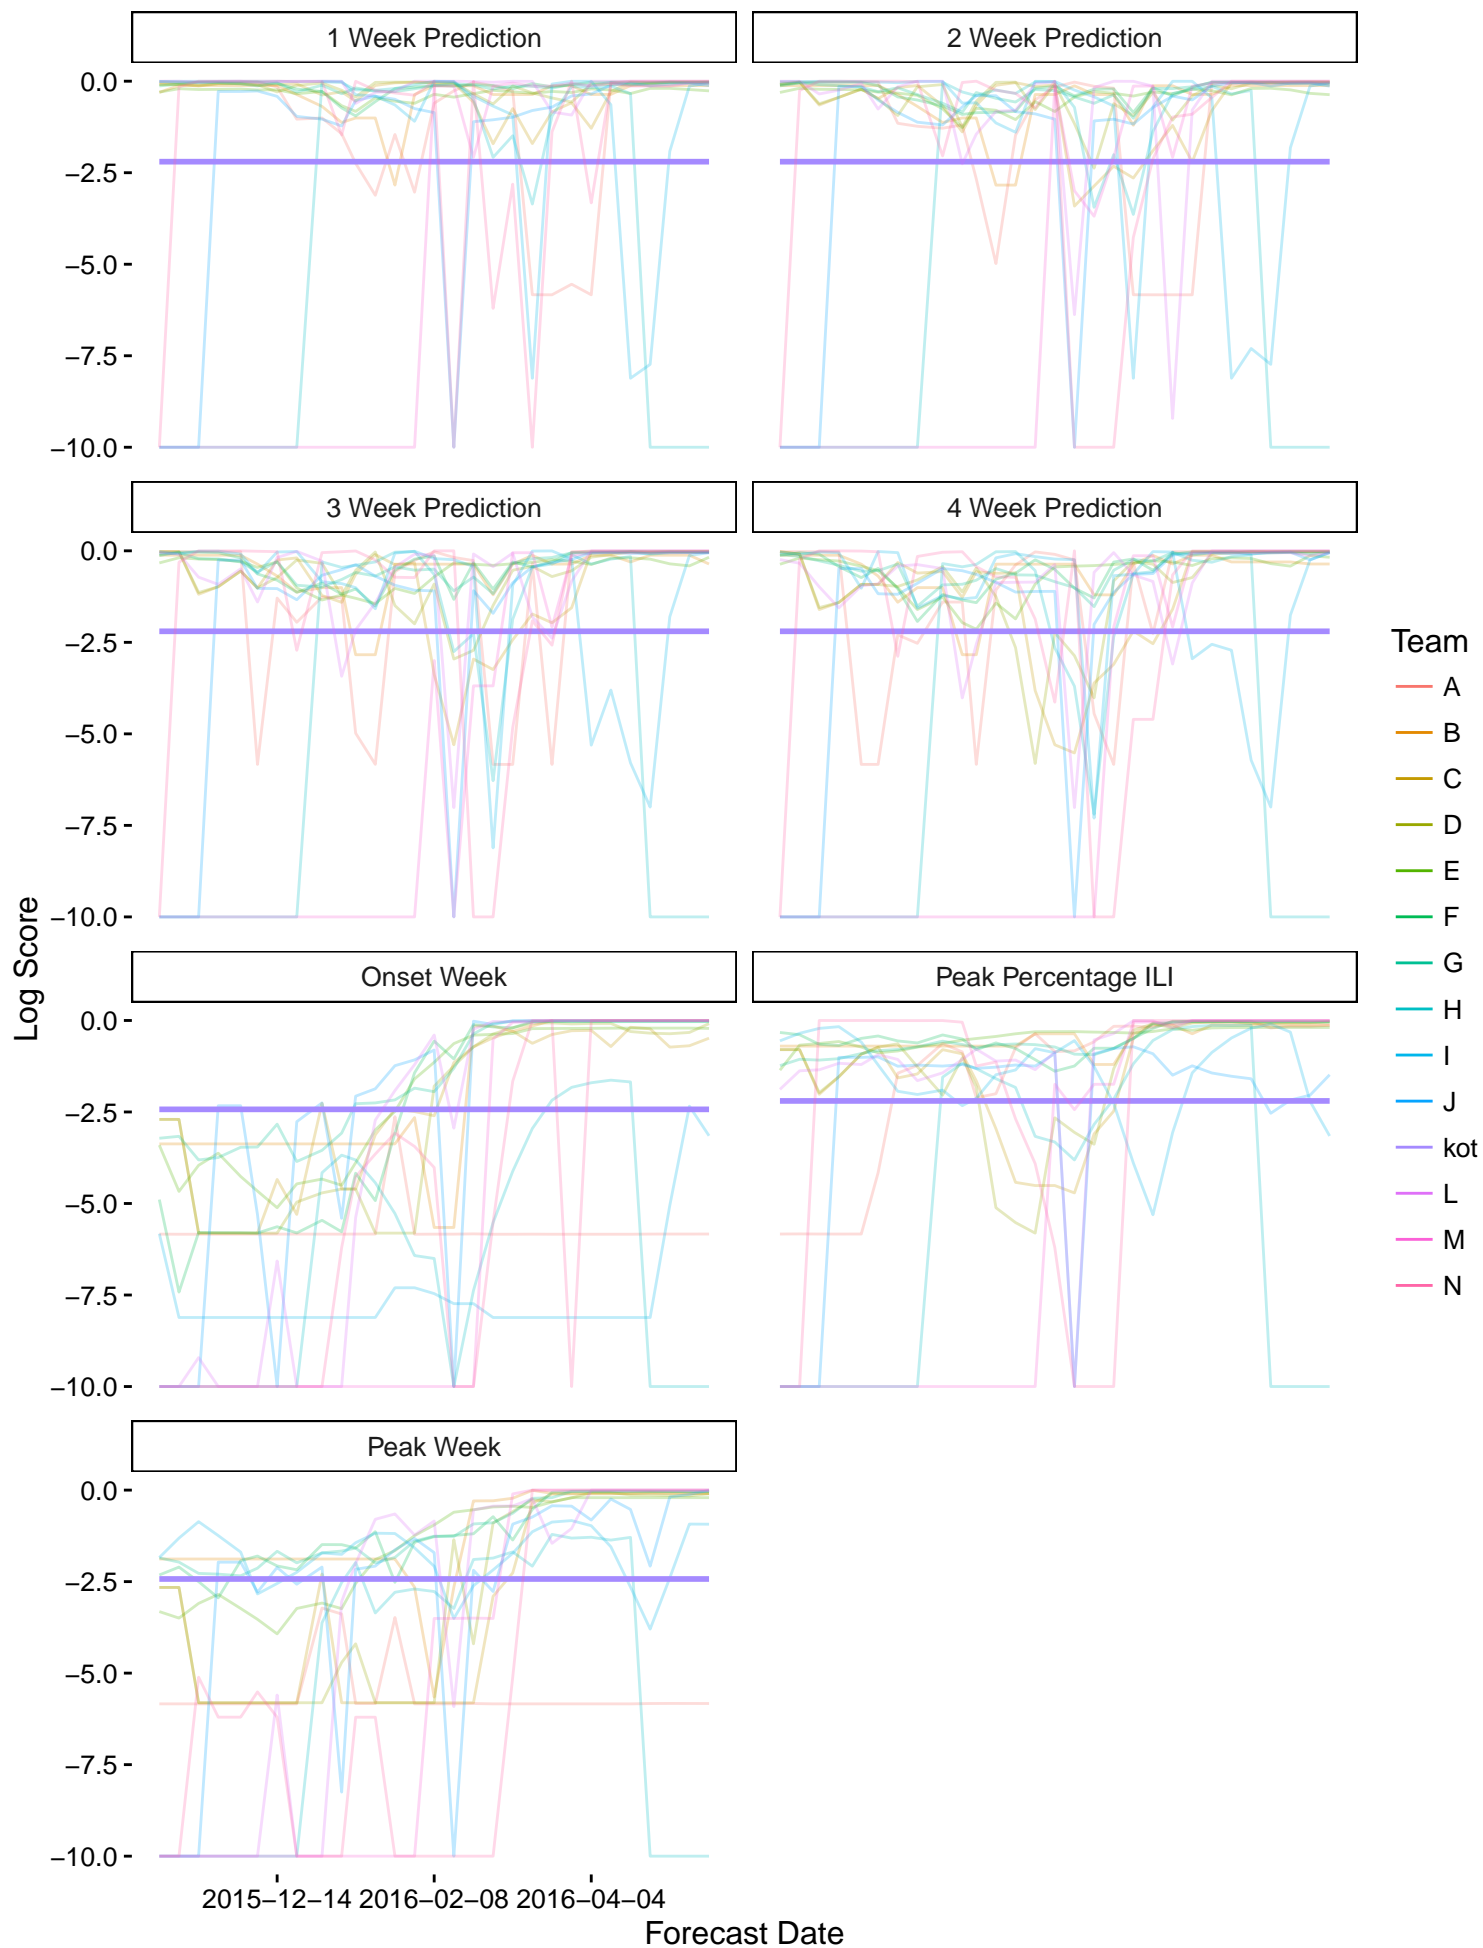 1 Week Prediction
2 Week Prediction
0.0
−2.5
−5.0
−7.5
−10.0
3 Week Prediction
4 Week Prediction
0.0
−2.5
−5.0
−7.5
−10.0
Onset Week
Peak Percentage ILI
0.0
−2.5
−5.0
−7.5
−10.0
Peak Week
0.0
−2.5
−5.0
−7.5
−10.0
2015−12−14 2016−02−08 2016−04−04
Forecast Date
Log Score
Team
A
B
C
D
E
F
G
H
I
J
kot
L
M
N